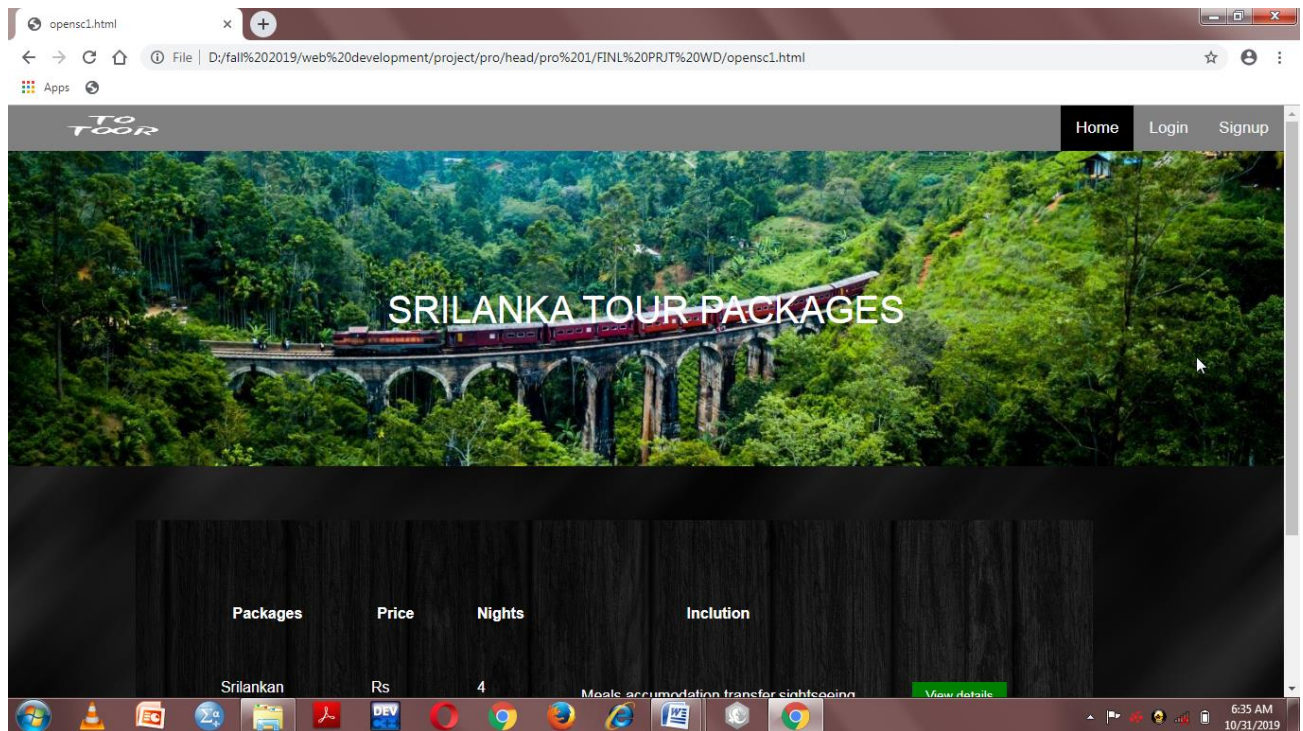 opensc1.html
File | D:/fall%202019/web%20development/project/pro/head/pro%201/FINL%20PRJT%20WD/opensc1.html
Apps
TO
TOOR
Home Login Signup
SRILANKA TOUR PACKAGES
Packages Price Nights Inclution
Srilankan Rs 4
Meals accumodation transfer sightseeing View details
DEV
6:35 AM
10/31/2019